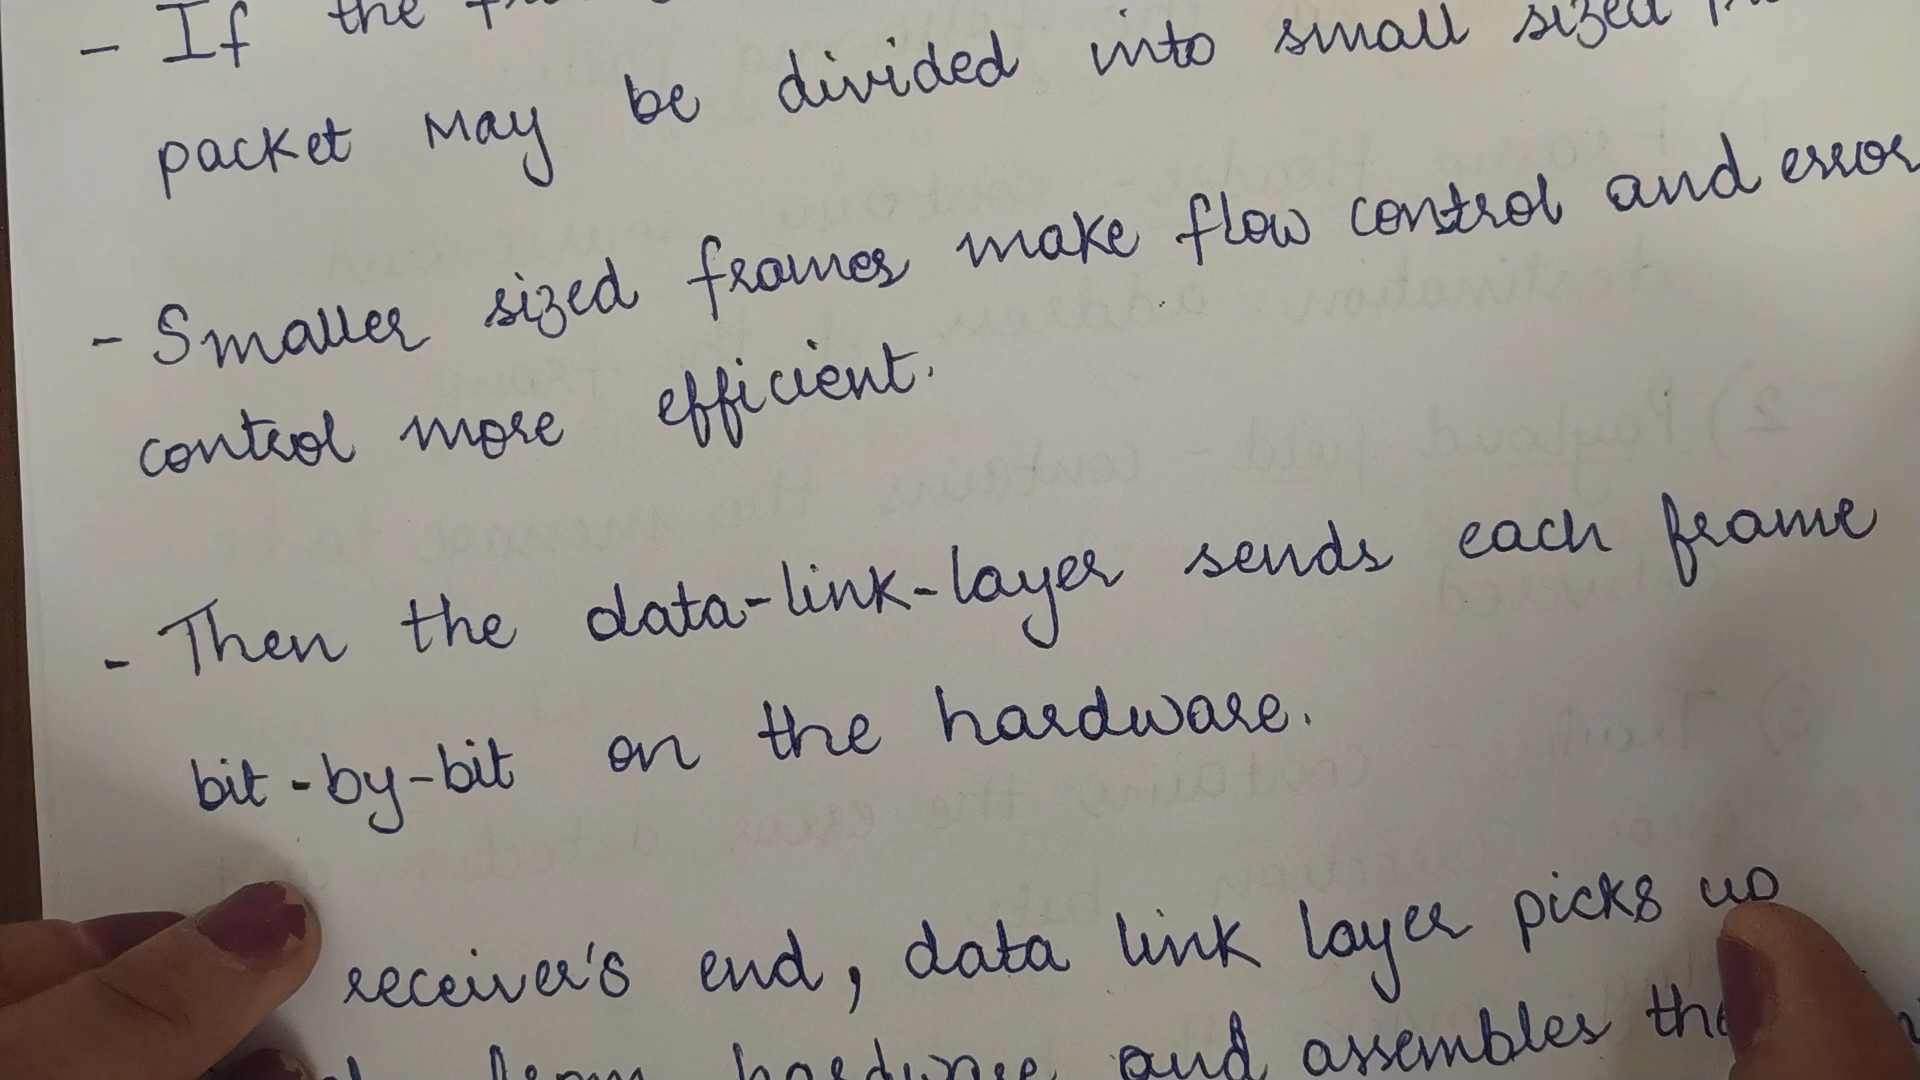 - If the
packet may be divided into small sized
- Smaller sized frames make flow control and error
control more efficient.
- Then the data-link-layer sends each frame
bit-by-bit on the hardware.
receiver's end, data link layer picks up
from hardware and assembles